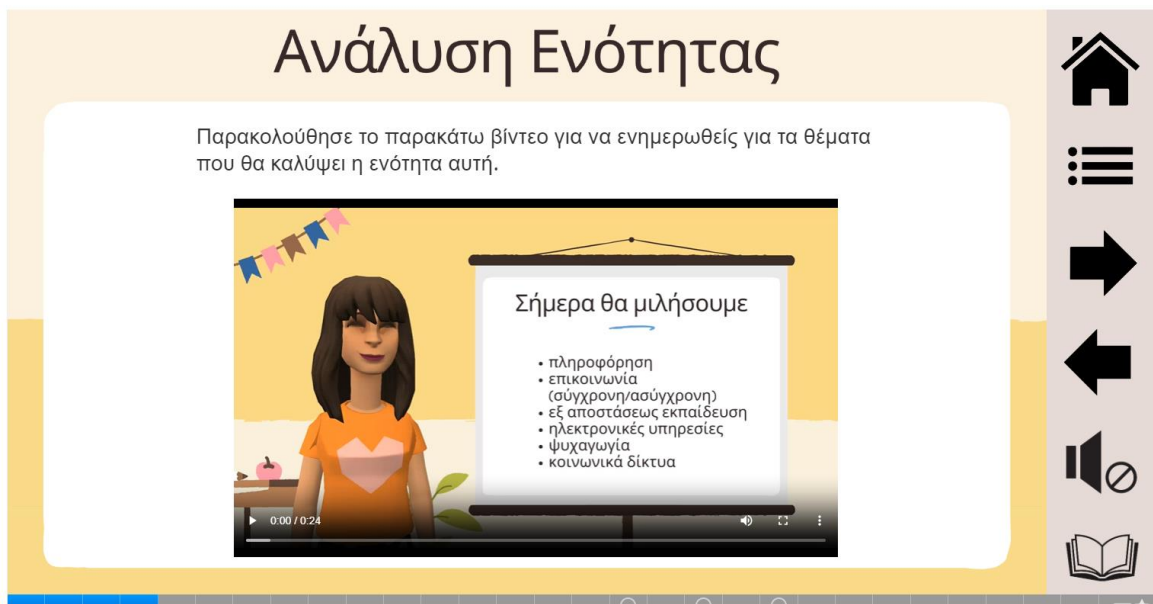 Ανάλυση Ενότητας
Παρακολούθησε το παρακάτω βίντεο για να ενημερωθείς για τα θέματα
που θα καλύψει η ενότητα αυτή.
Σήμερα θα μιλήσουμε
• πληροφόρηση
• επικοινωνία
(σύγχρονη/ασύγχρονη)
• εξ αποστάσεως εκπαίδευση
• ηλεκτρονικές υπηρεσίες
• ψυχαγωγία
• κοινωνικά δίκτυα
0:00 / 0:24